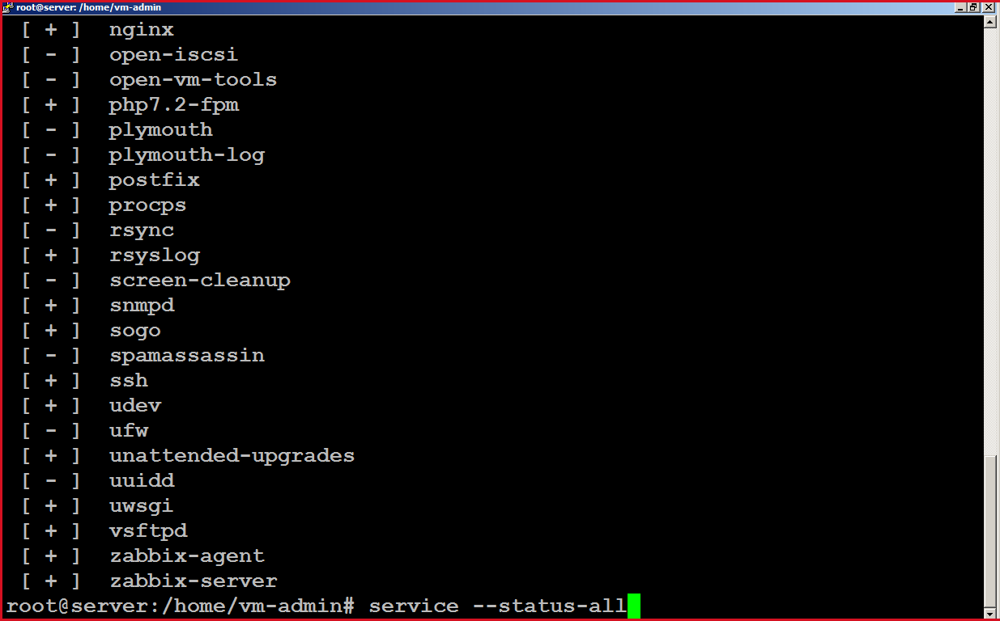 root@server: /home/vm-admin
[ + ]  nginx
[ - ]  open-iscsi
[ - ]  open-vm-tools
[ + ]  php7.2-fpm
[ - ]  plymouth
[ - ]  plymouth-log
[ + ]  postfix
[ + ]  procps
[ - ]  rsync
[ + ]  rsyslog
[ - ]  screen-cleanup
[ + ]  snmpd
[ + ]  sogo
[ - ]  spamassassin
[ + ]  ssh
[ + ]  udev
[ - ]  ufw
[ + ]  unattended-upgrades
[ - ]  uuidd
[ + ]  uwsgi
[ + ]  vsftpd
[ + ]  zabbix-agent
[ + ]  zabbix-server
root@server:/home/vm-admin# service --status-all